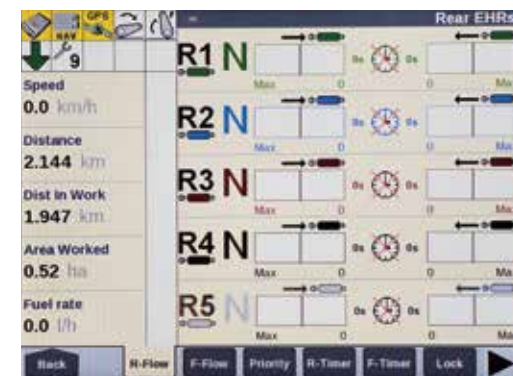 GPS
NAV
9
Rear EHRs
Speed
0.0 km/h
Distance
2.144 km
Dist in Work
1.947 km
Area Worked
0.52 ha
Fuel rate
0.0 l/h
R1 N Max 0 0s 0s 0 Max
R2 N Max 0 0s 0s 0 Max
R3 N Max 0 0s 0s 0 Max
R4 N Max 0 0s 0s 0 Max
R5 N Max 0 0s 0s 0 Max
Back R-Flow F-Flow Priority R-Timer F-Timer Lock